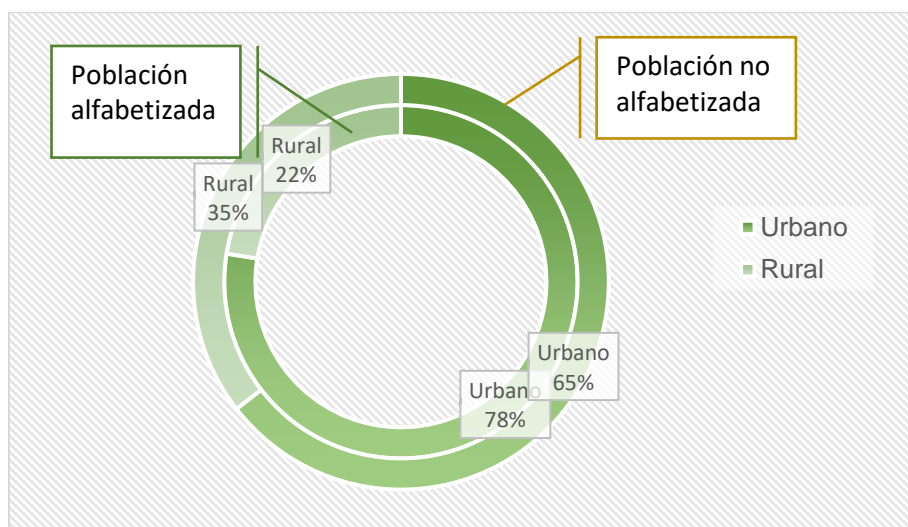 Población
alfabetizada
Población no
alfabetizada
Rural
22%
Rural
35%
Urbano
Rural
Urbano
65%
Urbano
78%